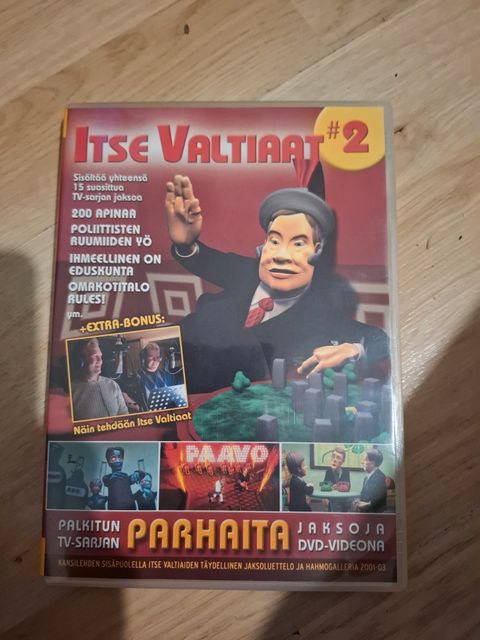 ITSE VALTIAAT #2
Sisältää yhteensä
15 suosittua
TV-sarjan jaksoa
200 APINAA
POLIITTISTEN
RUUMIIDEN YÖ
IHMEELLINEN ON
EDUSKUNTA
OMAKOTITALO
RULES!
ym.
+EXTRA-BONUS:
Näin tehdään Itse Valtiaat
PAAVO
PALKITUN
TV-SARJAN
PARHAITA
JAKSOJA
DVD-VIDEONA
KANSILEHDEN SISÄPUOLELLA ITSE VALTIAIDEN TÄYDELLINEN JAKSOLUETTELO JA HAHMOGALLERIA 2001-03